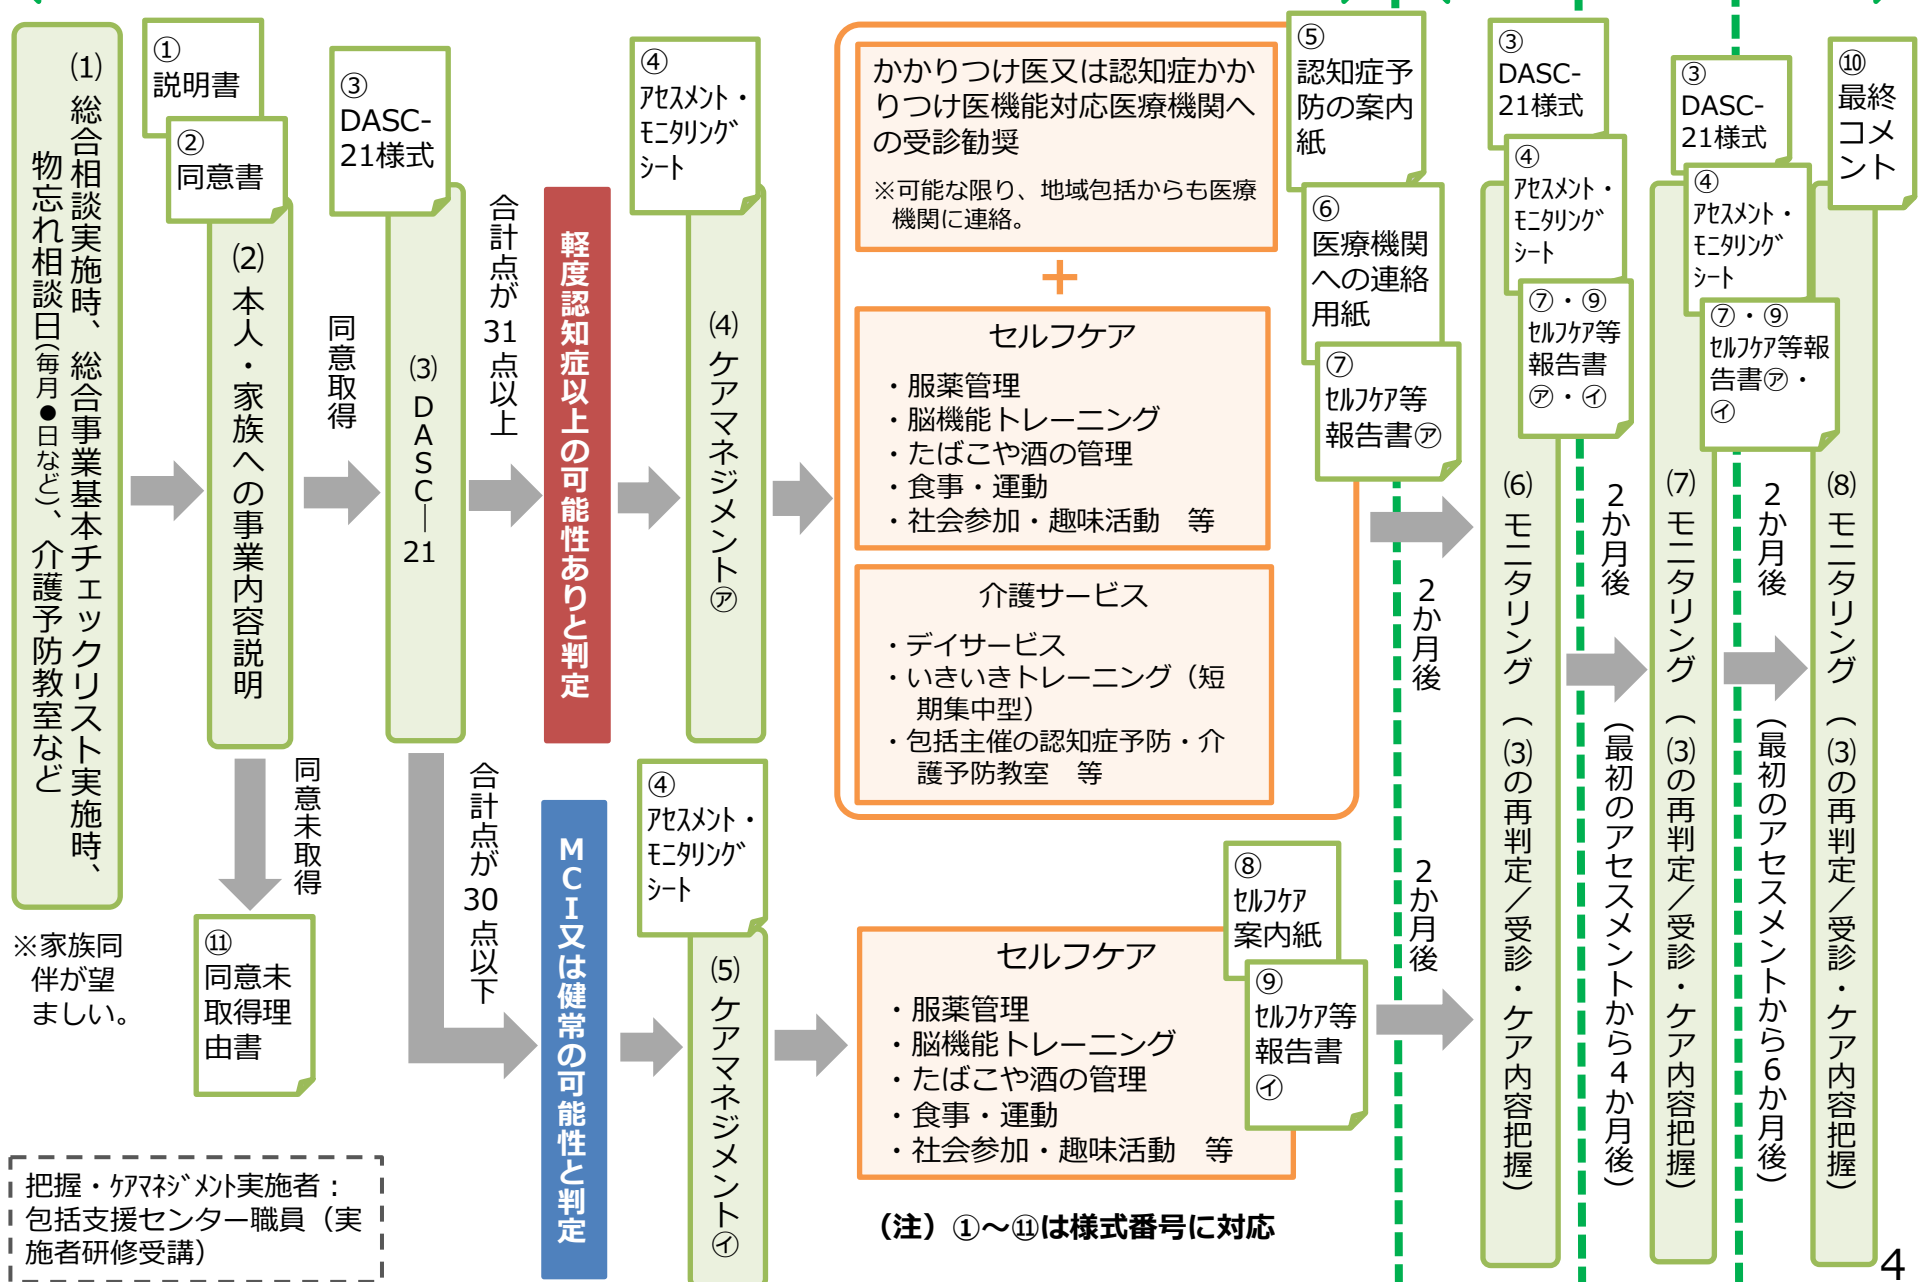 ⑴ 総合相談実施時、総合事業基本チェックリスト実施時、
物忘れ相談日(毎月●日など)、介護予防教室など
※家族同
伴が望
ましい。
①
説明書
②
同意書
⑵ 本人・家族への事業内容説明
同意取得
同意未取得
⑪
同意未
取得理
由書
③
DASC-
21様式
⑶ DASC―21
合計点が31点以上
合計点が30点以下
軽度認知症以上の可能性ありと判定
MCI又は健常の可能性と判定
④
ｱｾｽﾒﾝﾄ・
ﾓﾆﾀﾘﾝｸﾞ
ｼｰﾄ
⑷ ケアマネジメント㋐
④
ｱｾｽﾒﾝﾄ・
ﾓﾆﾀﾘﾝｸﾞ
ｼｰﾄ
⑸ ケアマネジメント㋑
かかりつけ医又は認知症かか
りつけ医機能対応医療機関へ
の受診勧奨
※可能な限り、地域包括からも医療
機関に連絡。
＋
セルフケア
・服薬管理
・脳機能トレーニング
・たばこや酒の管理
・食事・運動
・社会参加・趣味活動　等
介護サービス
・デイサービス
・いきいきトレーニング（短
期集中型）
・包括主催の認知症予防・介
護予防教室　等
⑤
認知症予
防の案内
紙
⑥
医療機関
への連絡
用紙
⑦
ｾﾙﾌｹｱ等
報告書㋐
セルフケア
・服薬管理
・脳機能トレーニング
・たばこや酒の管理
・食事・運動
・社会参加・趣味活動　等
⑧
ｾﾙﾌｹｱ
案内紙
⑨
ｾﾙﾌｹｱ等
報告書
㋑
2か月後
2か月後
③
DASC-
21様式
④
ｱｾｽﾒﾝﾄ・
ﾓﾆﾀﾘﾝｸﾞ
ｼｰﾄ
⑦・⑨
ｾﾙﾌｹｱ等
報告書
㋐・㋑
⑹ モニタリング（⑶の再判定／受診・ケア内容把握）
2か月後（最初のアセスメントから4か月後）
③
DASC-
21様式
④
ｱｾｽﾒﾝﾄ・
ﾓﾆﾀﾘﾝｸﾞ
ｼｰﾄ
⑦・⑨
ｾﾙﾌｹｱ等報
告書㋐・
㋑
⑺ モニタリング（⑶の再判定／受診・ケア内容把握）
2か月後（最初のアセスメントから6か月後）
⑩
最終
コメ
ント
⑻ モニタリング（⑶の再判定／受診・ケア内容把握）
把握・ｹｱﾏﾈｼﾞﾒﾝﾄ実施者：
包括支援センター職員（実
施者研修受講）
（注）①～⑪は様式番号に対応
4